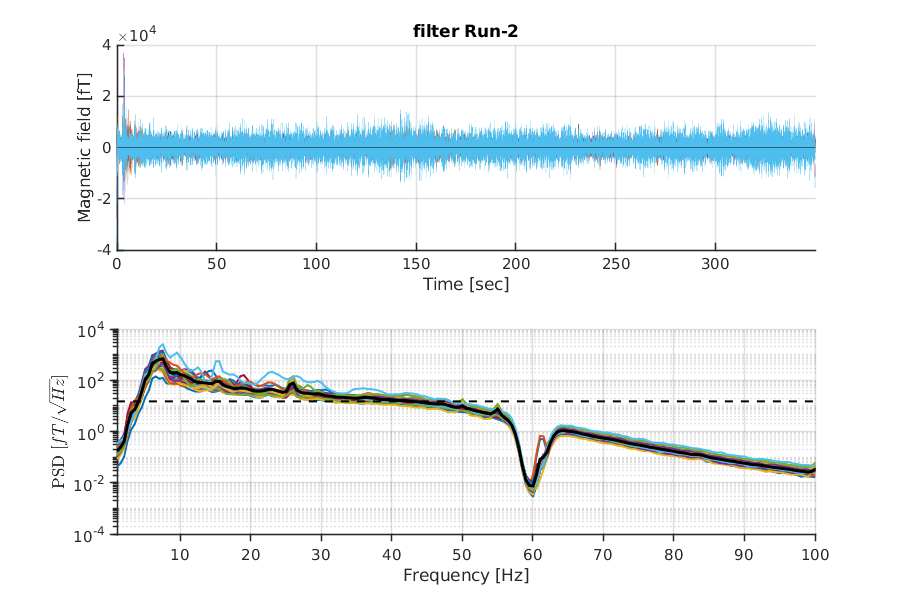 filter Run-2
×10⁴
Magnetic field [fT]
4
2
0
-2
-4
0 50 100 150 200 250 300
Time [sec]
PSD [fT/√Hz]
10⁴
10²
10⁰
10⁻²
10⁻⁴
10 20 30 40 50 60 70 80 90 100
Frequency [Hz]